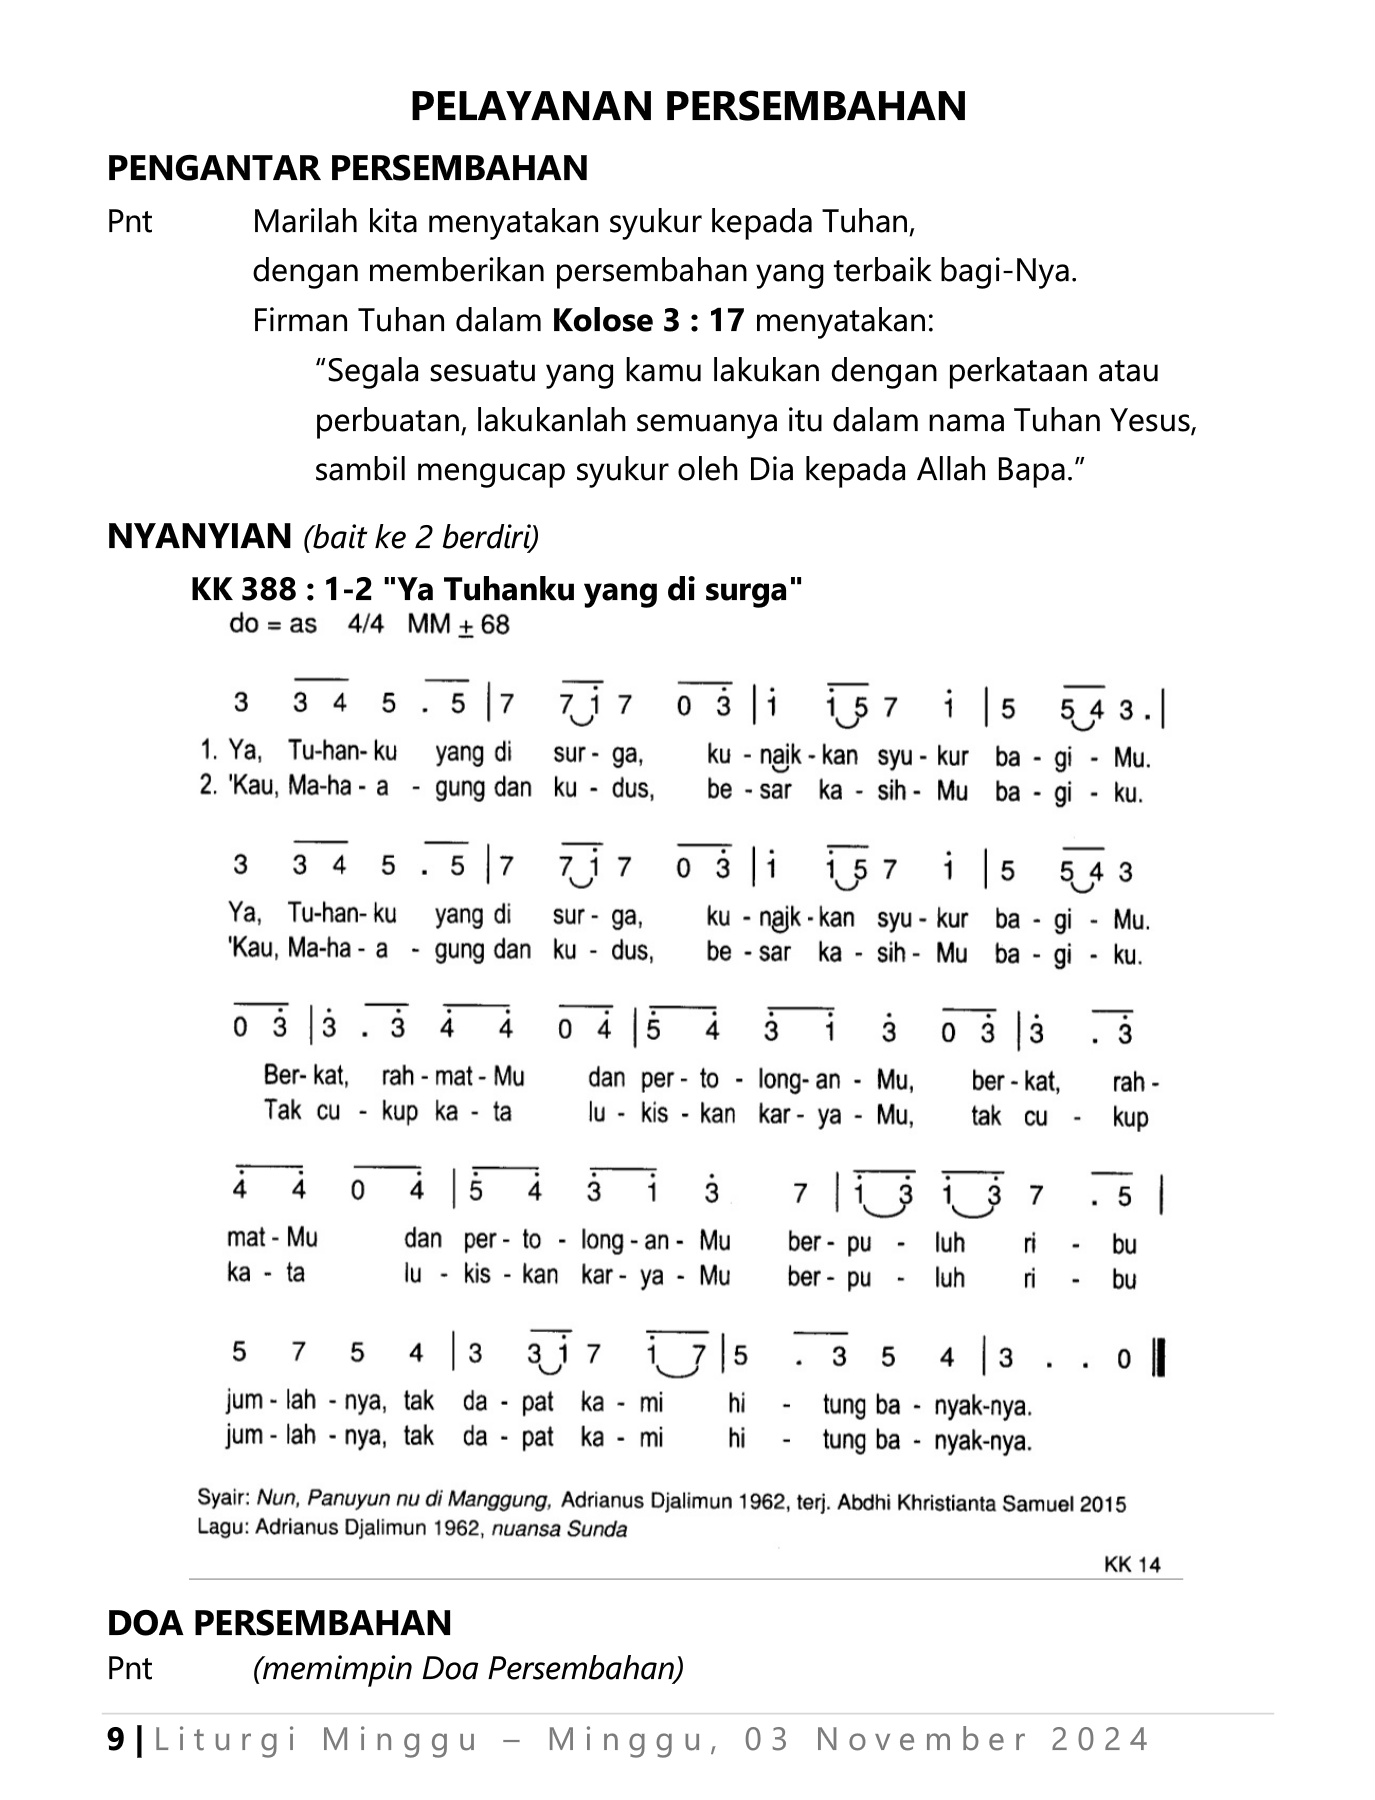 PELAYANAN PERSEMBAHAN
PENGANTAR PERSEMBAHAN
Pnt Marilah kita menyatakan syukur kepada Tuhan,
dengan memberikan persembahan yang terbaik bagi-Nya.
Firman Tuhan dalam Kolose 3 : 17 menyatakan:
“Segala sesuatu yang kamu lakukan dengan perkataan atau
perbuatan, lakukanlah semuanya itu dalam nama Tuhan Yesus,
sambil mengucap syukur oleh Dia kepada Allah Bapa.”
NYANYIAN (bait ke 2 berdiri)
KK 388 : 1-2 "Ya Tuhanku yang di surga"
do = as 4/4 MM ± 68
3 3 4 5 . 5 | 7 7 1̇ 7 0 3̇ | 1̇ 1̇ 5 7 1̇ | 5 5 4 3 . |
1. Ya, Tu-han- ku yang di sur - ga, ku - naik - kan syu - kur ba - gi - Mu.
2. 'Kau, Ma-ha - a - gung dan ku - dus, be - sar ka - sih - Mu ba - gi - ku.
3 3 4 5 . 5 | 7 7 1̇ 7 0 3̇ | 1̇ 1̇ 5 7 1̇ | 5 5 4 3
Ya, Tu-han- ku yang di sur - ga, ku - naik - kan syu - kur ba - gi - Mu.
'Kau, Ma-ha - a - gung dan ku - dus, be - sar ka - sih - Mu ba - gi - ku.
0 3̇ | 3̇ . 3̇ 4̇ 4̇ 0 4̇ | 5̇ 4̇ 3̇ 1̇ 3̇ 0 3̇ | 3̇ . 3̇
Ber- kat, rah - mat - Mu dan per - to - long- an - Mu, ber - kat, rah -
Tak cu - kup ka - ta lu - kis - kan kar - ya - Mu, tak cu - kup
4̇ 4̇ 0 4̇ | 5̇ 4̇ 3̇ 1̇ 3̇ 7 | 1̇ 3̇ 1̇ 3̇ 7 . 5 |
mat - Mu dan per - to - long - an - Mu ber - pu - luh ri - bu
ka - ta lu - kis - kan kar - ya - Mu ber - pu - luh ri - bu
5 7 5 4 | 3 3 1̇ 7 1̇ 7 | 5 . 3 5 4 | 3 . . 0
jum - lah - nya, tak da - pat ka - mi hi - tung ba - nyak-nya.
jum - lah - nya, tak da - pat ka - mi hi - tung ba - nyak-nya.
Syair: Nun, Panuyun nu di Manggung, Adrianus Djalimun 1962, terj. Abdhi Khristianta Samuel 2015
Lagu: Adrianus Djalimun 1962, nuansa Sunda
KK 14
DOA PERSEMBAHAN
Pnt (memimpin Doa Persembahan)
9 | Liturgi Minggu – Minggu, 03 November 2024